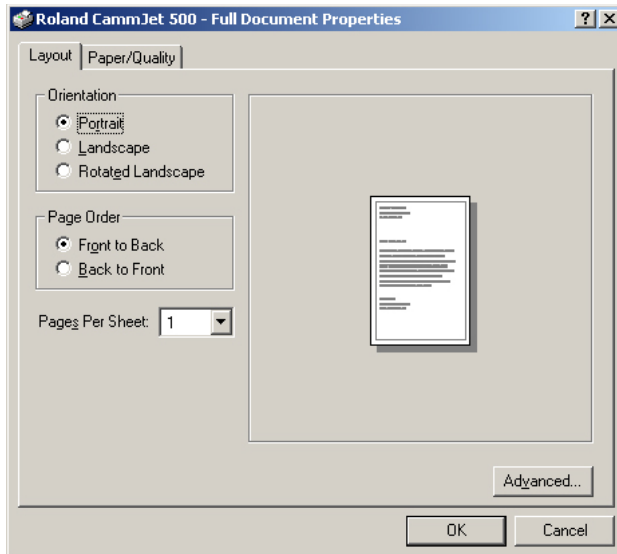 Roland CammJet 500 - Full Document Properties
Layout Paper/Quality
Orientation
Portrait
Landscape
Rotated Landscape
Page Order
Front to Back
Back to Front
Pages Per Sheet: 1
Advanced...
OK Cancel